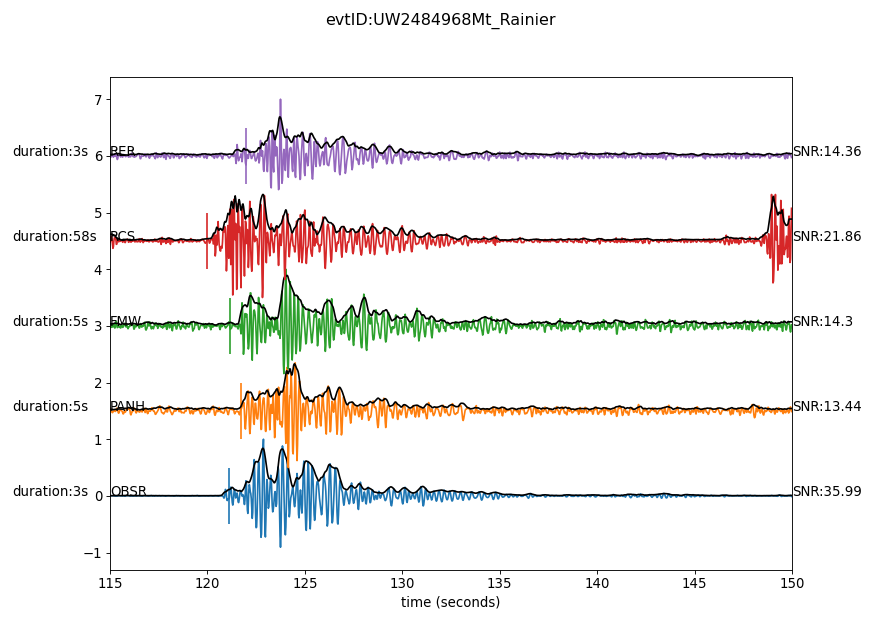 evtID:UW2484968Mt_Rainier
7
duration:3s RER 6 SNR:14.36
5
duration:58s RCS SNR:21.86
4
duration:5s FMW 3 SNR:14.3
2
duration:5s PANH SNR:13.44
1
duration:3s OBSR 0 SNR:35.99
−1
115 120 125 130 135 140 145 150
time (seconds)